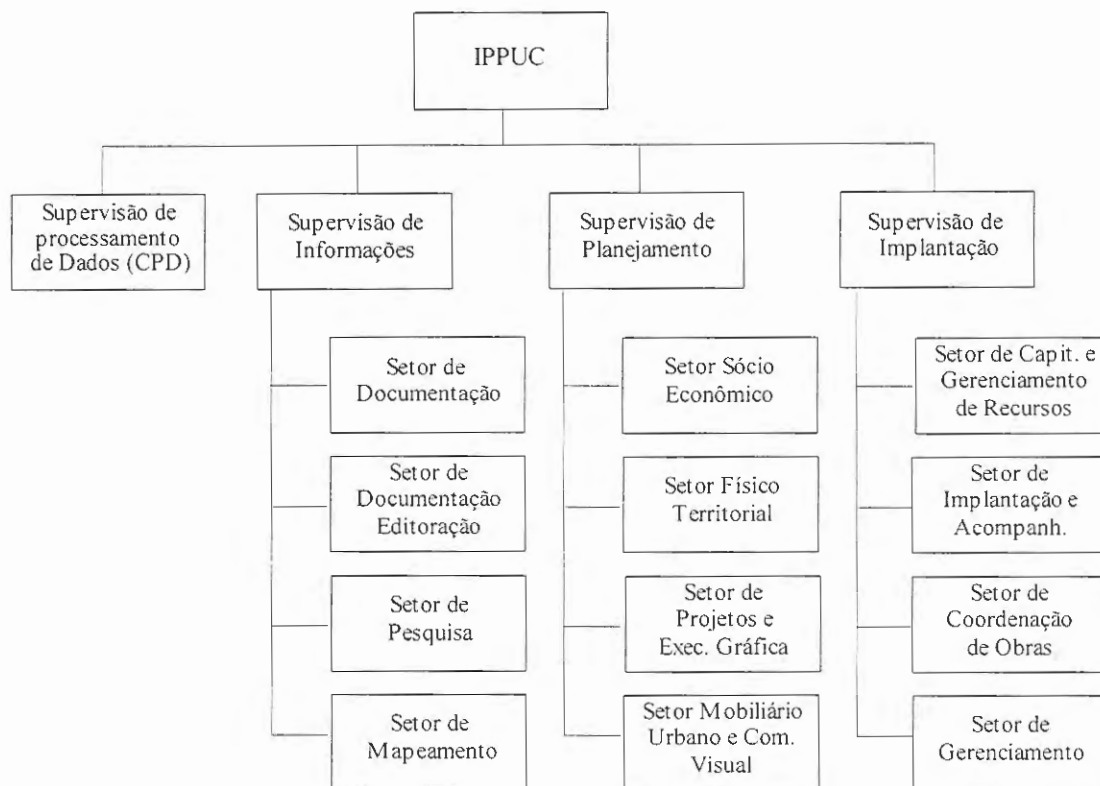 IPPUC
Supervisão de
processamento
de Dados (CPD)
Supervisão de
Informações
Supervisão de
Planejamento
Supervisão de
Implantação
Setor de
Documentação
Setor de
Documentação
Editoração
Setor de
Pesquisa
Setor de
Mapeamento
Setor Sócio
Econômico
Setor Físico
Territorial
Setor de
Projetos e
Exec. Gráfica
Setor Mobiliário
Urbano e Com.
Visual
Setor de Capit. e
Gerenciamento
de Recursos
Setor de
Implantação e
Acompanh.
Setor de
Coordenação
de Obras
Setor de
Gerenciamento